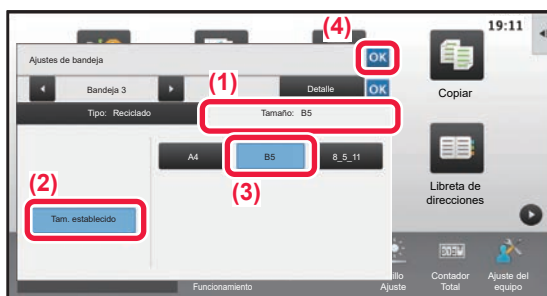 (4)
19:11
Ajustes de bandeja
OK
Bandeja 3
(1)
Detalle
OK
Copiar
Tipo: Reciclado
Tamaño: B5
A4
B5
8_5_11
(2)
(3)
Libreta de
direcciones
Tam. establecido
Funcionamiento
Ajuste
Contador
Total
Ajuste del
equipo